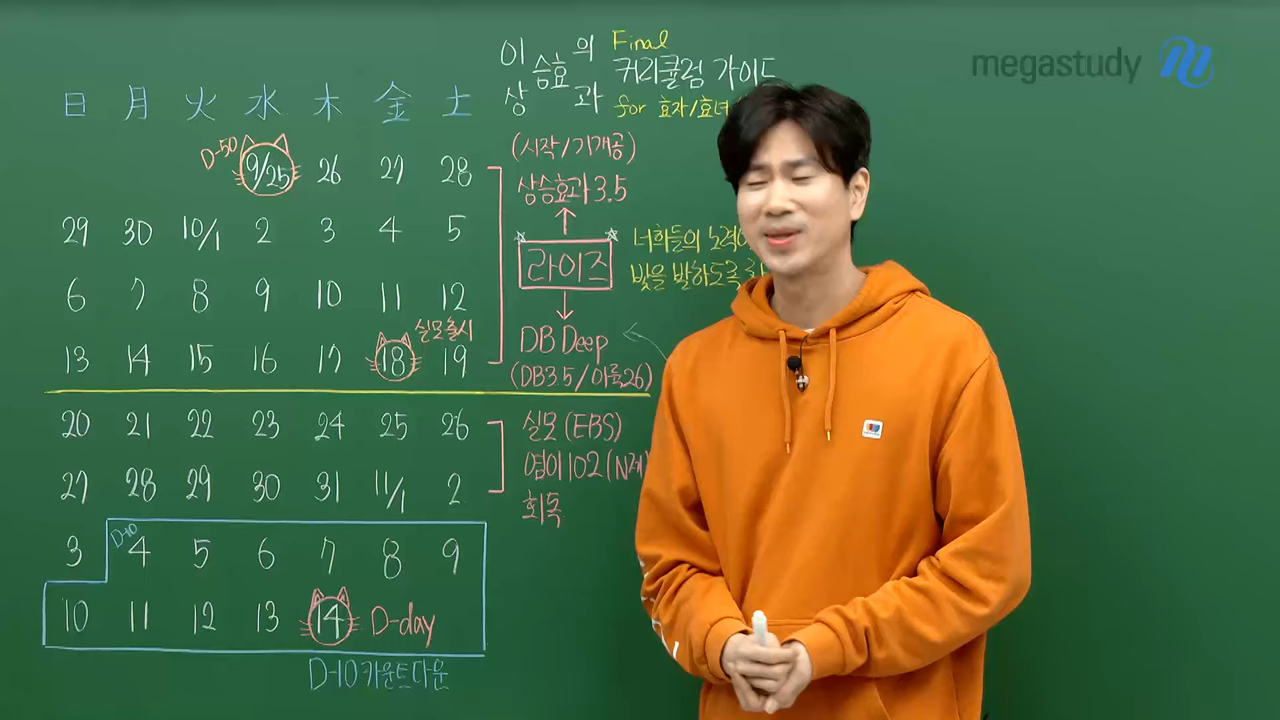 이승효의 Final
상승효과 커리큘럼 가이드
for 효자/효녀
megastudy
日 月 火 水 木 金 土
D-50 9/25 26 27 28
29 30 10/1 2 3 4 5
6 7 8 9 10 11 12
실모출시
13 14 15 16 17 18 19
20 21 22 23 24 25 26
27 28 29 30 31 11/1 2
D-10
3 4 5 6 7 8 9
10 11 12 13 14 D-day
D-10 카운트다운
(시작/기개공)
상승효과 3.5
라이즈
너희들의 노력이
빛을 발하도록
DB Deep
(DB3.5/아름26)
실모 (EBS)
102 (N제)
회독